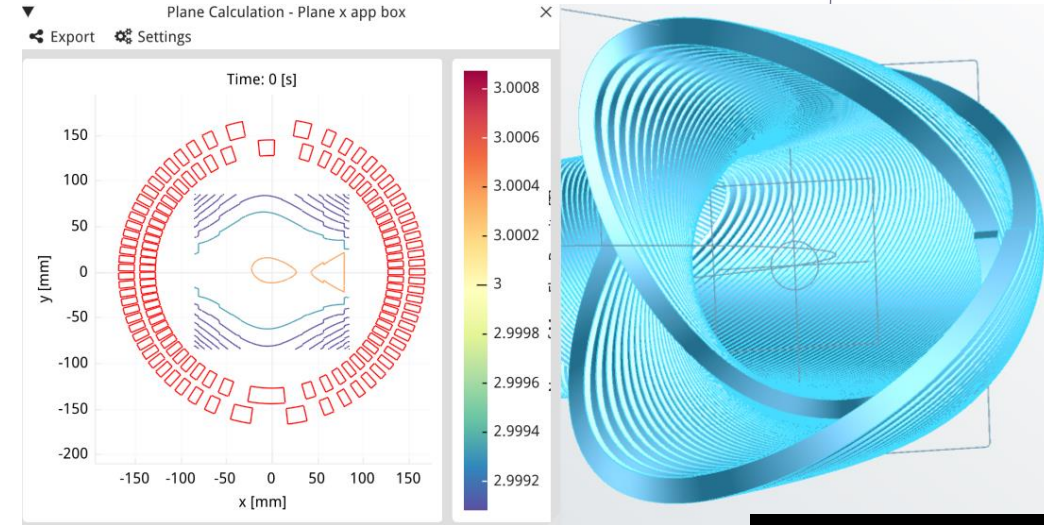 Plane Calculation - Plane x app box
Export Settings
Time: 0 [s]
150
100
50
0
-50
-100
-150
-200
y [mm]
-150 -100 -50 0 50 100 150
x [mm]
3.0008
3.0006
3.0004
3.0002
3
2.9998
2.9996
2.9994
2.9992